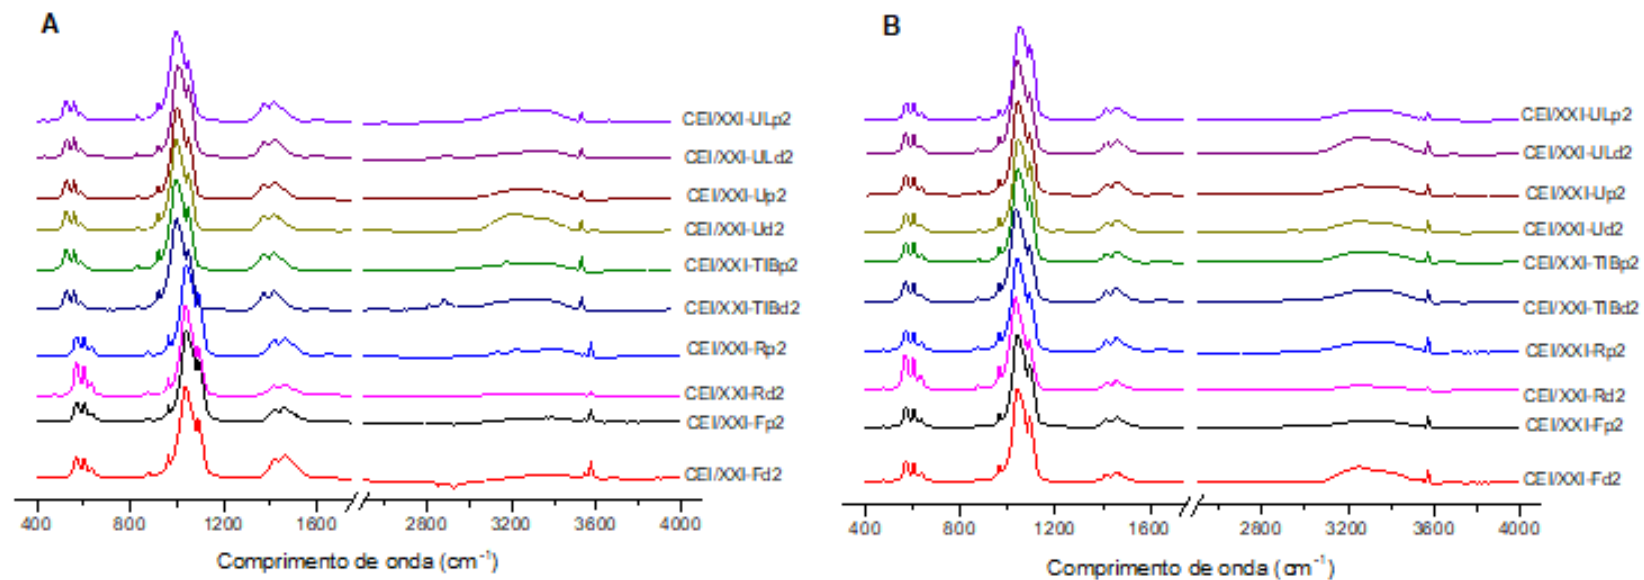 A
CEI/XXI-ULp2
CEI/XXI-ULd2
CEI/XXI-Up2
CEI/XXI-Ud2
CEI/XXI-TIBp2
CEI/XXI-TIBd2
CEI/XXI-Rp2
CEI/XXI-Rd2
CEI/XXI-Fp2
CEI/XXI-Fd2
400 800 1200 1600 2800 3200 3600 4000
Comprimento de onda (cm⁻¹)
B
CEI/XXI-ULp2
CEI/XXI-ULd2
CEI/XXI-Up2
CEI/XXI-Ud2
CEI/XXI-TIBp2
CEI/XXI-TIBd2
CEI/XXI-Rp2
CEI/XXI-Rd2
CEI/XXI-Fp2
CEI/XXI-Fd2
400 800 1200 1600 2800 3200 3600 4000
Comprimento de onda (cm⁻¹)